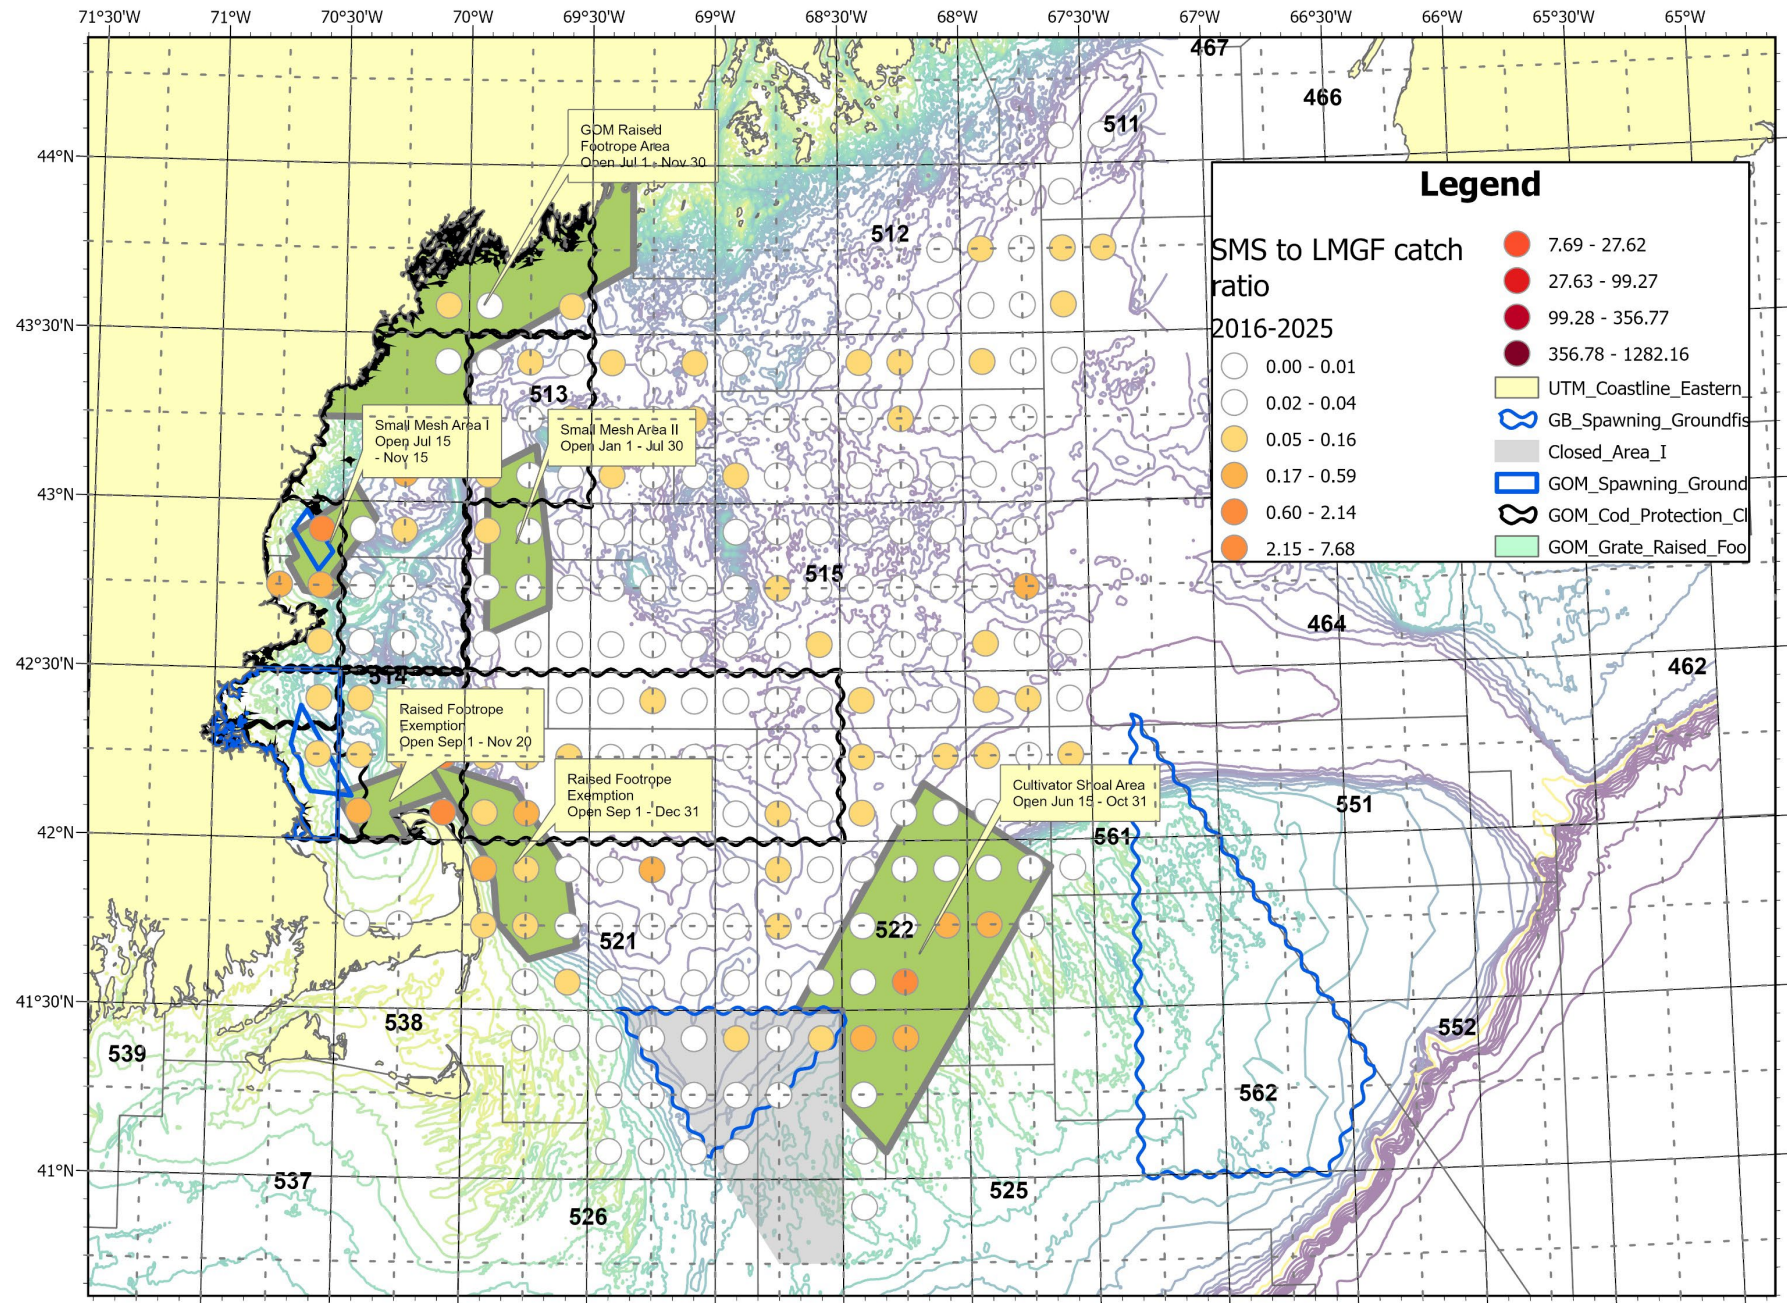 71°30'W 71°W 70°30'W 70°W 69°30'W 69°W 68°30'W 68°W 67°30'W 67°W 66°30'W 66°W 65°30'W 65°W
467
466
511
GOM Raised
Footrope Area
Open Jul 1 - Nov 30
44°N
512
43°30'N
513
Small Mesh Area I
Open Jul 15
- Nov 15
Small Mesh Area II
Open Jan 1 - Jul 30
43°N
515
464
462
42°30'N
514
Raised Footrope
Exemption
Open Sep 1 - Nov 20
Raised Footrope
Exemption
Open Sep 1 - Dec 31
Cultivator Shoal Area
Open Jun 15 - Oct 31
551
561
42°N
522
521
41°30'N
538
539
552
562
41°N
537
525
526
Legend
SMS to LMGF catch
ratio
2016-2025
0.00 - 0.01
0.02 - 0.04
0.05 - 0.16
0.17 - 0.59
0.60 - 2.14
2.15 - 7.68
7.69 - 27.62
27.63 - 99.27
99.28 - 356.77
356.78 - 1282.16
UTM_Coastline_Eastern_
GB_Spawning_Groundfis
Closed_Area_I
GOM_Spawning_Ground
GOM_Cod_Protection_Cl
GOM_Grate_Raised_Foo